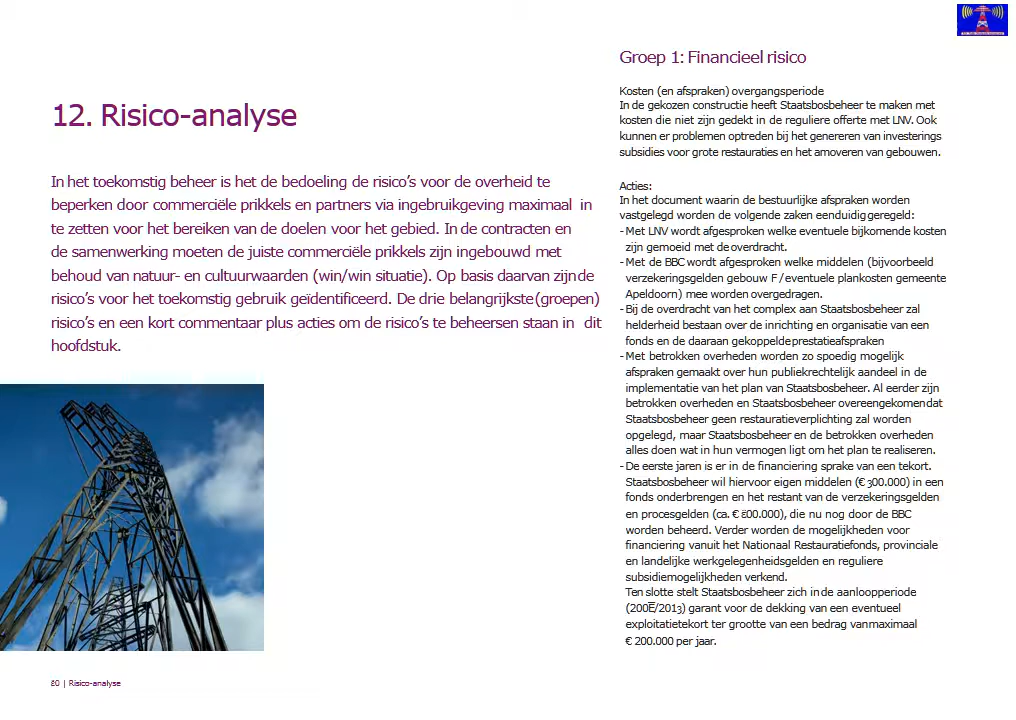 12. Risico-analyse
In het toekomstig beheer is het de bedoeling de risico's voor de overheid te
beperken door commerciële prikkels en partners via ingebruikgeving maximaal in
te zetten voor het bereiken van de doelen voor het gebied. In de contracten en
de samenwerking moeten de juiste commerciële prikkels zijn ingebouwd met
behoud van natuur- en cultuurwaarden (win/win situatie). Op basis daarvan zijn de
risico's voor het toekomstig gebruik geïdentificeerd. De drie belangrijkste (groepen)
risico's en een kort commentaar plus acties om de risico's te beheersen staan in dit
hoofdstuk.
Groep 1: Financieel risico
Kosten (en afspraken) overgangsperiode
In de gekozen constructie heeft Staatsbosbeheer te maken met
kosten die niet zijn gedekt in de reguliere offerte met LNV. Ook
kunnen er problemen optreden bij het genereren van investerings
subsidies voor grote restauraties en het amoveren van gebouwen.
Acties:
In het document waarin de bestuurlijke afspraken worden
vastgelegd worden de volgende zaken eenduidig geregeld:
- Met LNV wordt afgesproken welke eventuele bijkomende kosten
zijn gemoeid met de overdracht.
- Met de BBC wordt afgesproken welke middelen (bijvoorbeeld
verzekeringsgelden gebouw F / eventuele plankosten gemeente
Apeldoorn) mee worden overgedragen.
- Bij de overdracht van het complex aan Staatsbosbeheer zal
helderheid bestaan over de inrichting en organisatie van een
fonds en de daaraan gekoppelde prestatieafspraken
- Met betrokken overheden worden zo spoedig mogelijk
afspraken gemaakt over hun publiekrechtelijk aandeel in de
implementatie van het plan van Staatsbosbeheer. Al eerder zijn
betrokken overheden en Staatsbosbeheer overeengekomen dat
Staatsbosbeheer geen restauratieverplichting zal worden
opgelegd, maar Staatsbosbeheer en de betrokken overheden
alles doen wat in hun vermogen ligt om het plan te realiseren.
- De eerste jaren is er in de financiering sprake van een tekort.
Staatsbosbeheer wil hiervoor eigen middelen (€ 300.000) in een
fonds onderbrengen en het restant van de verzekeringsgelden
en procesgelden (ca. € 00.000), die nu nog door de BBC
worden beheerd. Verder worden de mogelijkheden voor
financiering vanuit het Nationaal Restauratiefonds, provinciale
en landelijke werkgelegenheidsgelden en reguliere
subsidiemogelijkheden verkend.
Ten slotte stelt Staatsbosbeheer zich in de aanloopperiode
(200/2013) garant voor de dekking van een eventueel
exploitatietekort ter grootte van een bedrag van maximaal
€ 200.000 per jaar.
| Risico-analyse